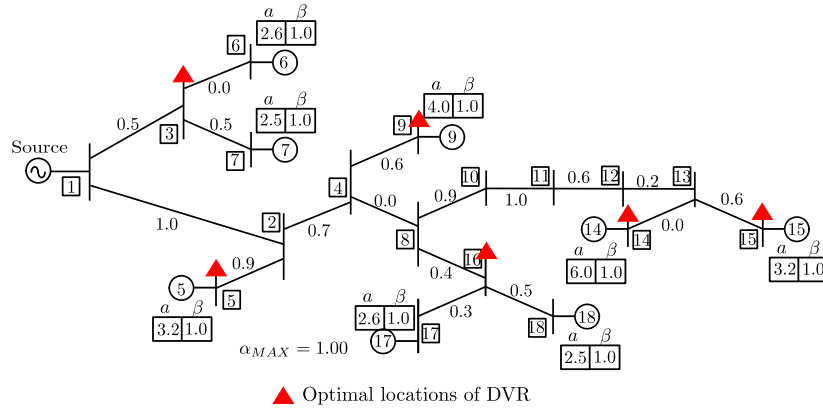 a β
2.6 1.0
6 6
0.0
a β
2.5 1.0
0.5 3 0.5
7 7
Source
1
a β
4.0 1.0
9 9
0.6
4
10 11 12 13
0.9 1.0 0.6 0.2
0.0
1.0
2
0.7
8
0.6
0.0
14 14 15 15
16
0.9
0.4
5 5
a β
3.2 1.0
a β
6.0 1.0
β
a
3.2 1.0
a β
2.6 1.0
0.3 0.5
17 17
18 18
a β
2.5 1.0
α_MAX = 1.00
Optimal locations of DVR